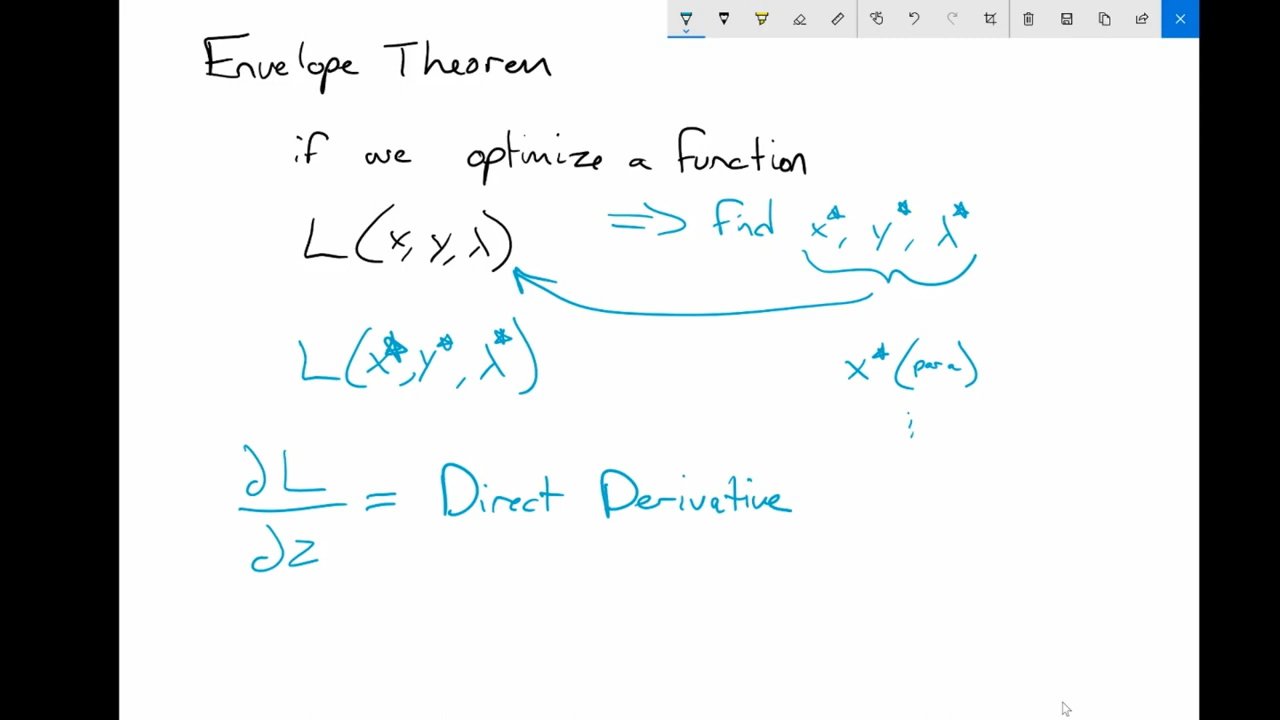 Envelope Theorem
if we optimize a function
L(x, y, λ) ⇒ find x*, y*, λ*
L(x*, y*, λ*) x*(para)
⋮
∂L/∂z = Direct Derivative